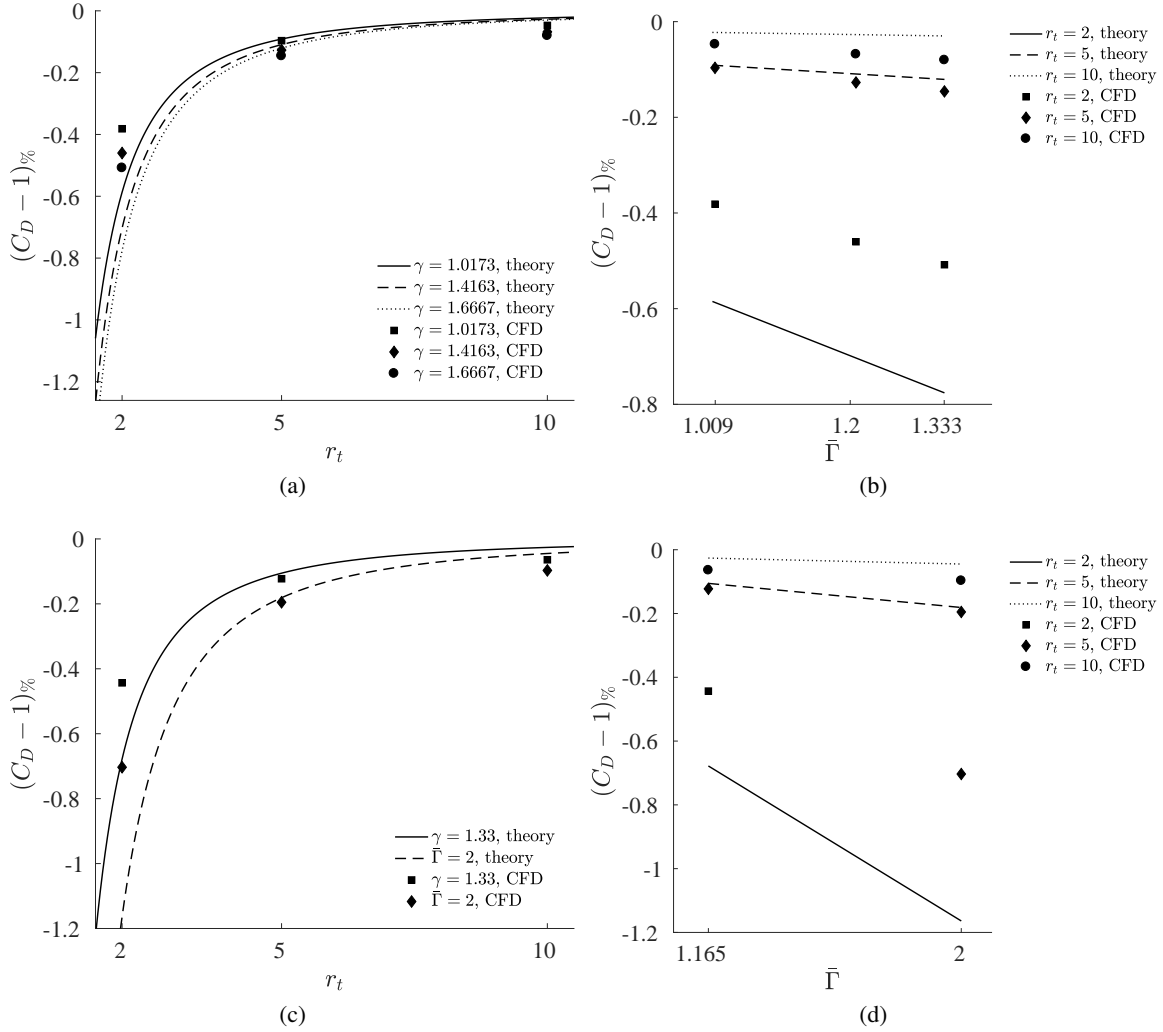 0
-0.2
-0.4
-0.6
-0.8
-1
-1.2
(C_D − 1)_%
2
5
10
r_t
γ = 1.0173, theory
γ = 1.4163, theory
γ = 1.6667, theory
γ = 1.0173, CFD
γ = 1.4163, CFD
γ = 1.6667, CFD
(a)
0
-0.2
-0.4
-0.6
-0.8
(C_D − 1)_%
1.009
1.2
1.333
Γ̄
r_t = 2, theory
r_t = 5, theory
r_t = 10, theory
r_t = 2, CFD
r_t = 5, CFD
r_t = 10, CFD
(b)
0
-0.2
-0.4
-0.6
-0.8
-1
-1.2
(C_D − 1)_%
2
5
10
r_t
γ = 1.33, theory
Γ̄ = 2, theory
γ = 1.33, CFD
Γ̄ = 2, CFD
(c)
0
-0.2
-0.4
-0.6
-0.8
-1
-1.2
(C_D − 1)_%
1.165
2
Γ̄
r_t = 2, theory
r_t = 5, theory
r_t = 10, theory
r_t = 2, CFD
r_t = 5, CFD
r_t = 10, CFD
(d)